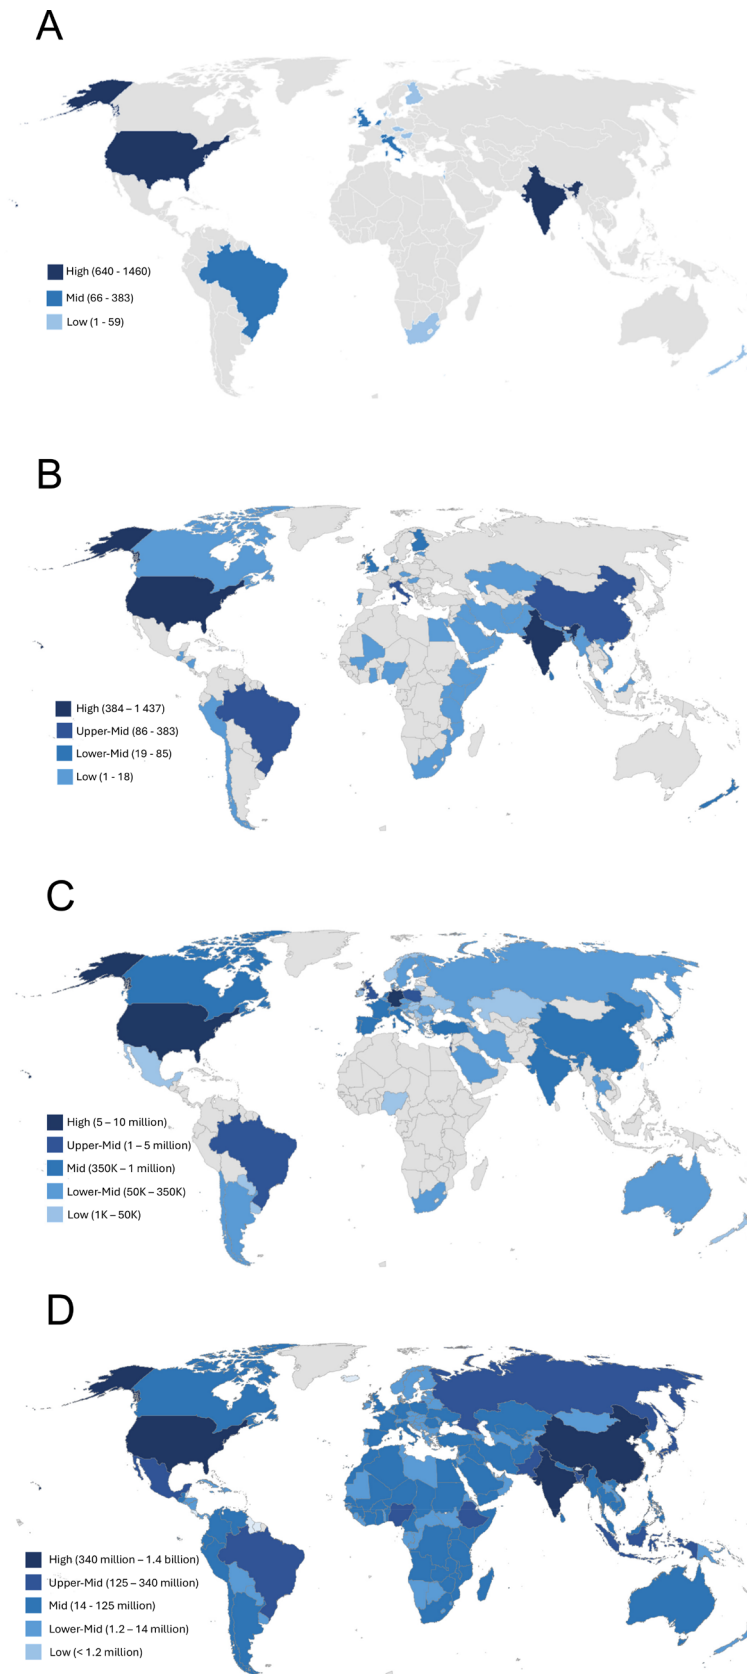 A
High (640 - 1460)
Mid (66 - 383)
Low (1 - 59)
B
High (384 – 1 437)
Upper-Mid (86 - 383)
Lower-Mid (19 - 85)
Low (1 - 18)
C
High (5 – 10 million)
Upper-Mid (1 – 5 million)
Mid (350K – 1 million)
Lower-Mid (50K – 350K)
Low (1K – 50K)
D
High (340 million – 1.4 billion)
Upper-Mid (125 – 340 million)
Mid (14 - 125 million)
Lower-Mid (1.2 – 14 million)
Low (< 1.2 million)